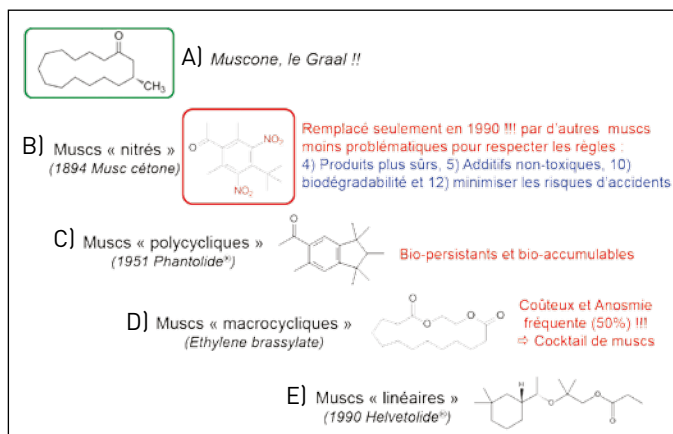 O
A) Muscone, le Graal !!
CH₃
B) Muscs « nitrés »
(1894 Musc cétone)
O
NO₂
NO₂
Remplacé seulement en 1990 !!! par d'autres muscs
moins problématiques pour respecter les règles :
4) Produits plus sûrs, 5) Additifs non-toxiques, 10)
biodégradabilité et 12) minimiser les risques d'accidents
C) Muscs « polycycliques »
(1951 Phantolide®)
O
Bio-persistants et bio-accumulables
D) Muscs « macrocycliques »
(Ethylene brassylate)
O
O
O
O
Coûteux et Anosmie
fréquente (50%) !!!
⇨ Cocktail de muscs
E) Muscs « linéaires »
(1990 Helvetolide®)
H
O
O
O